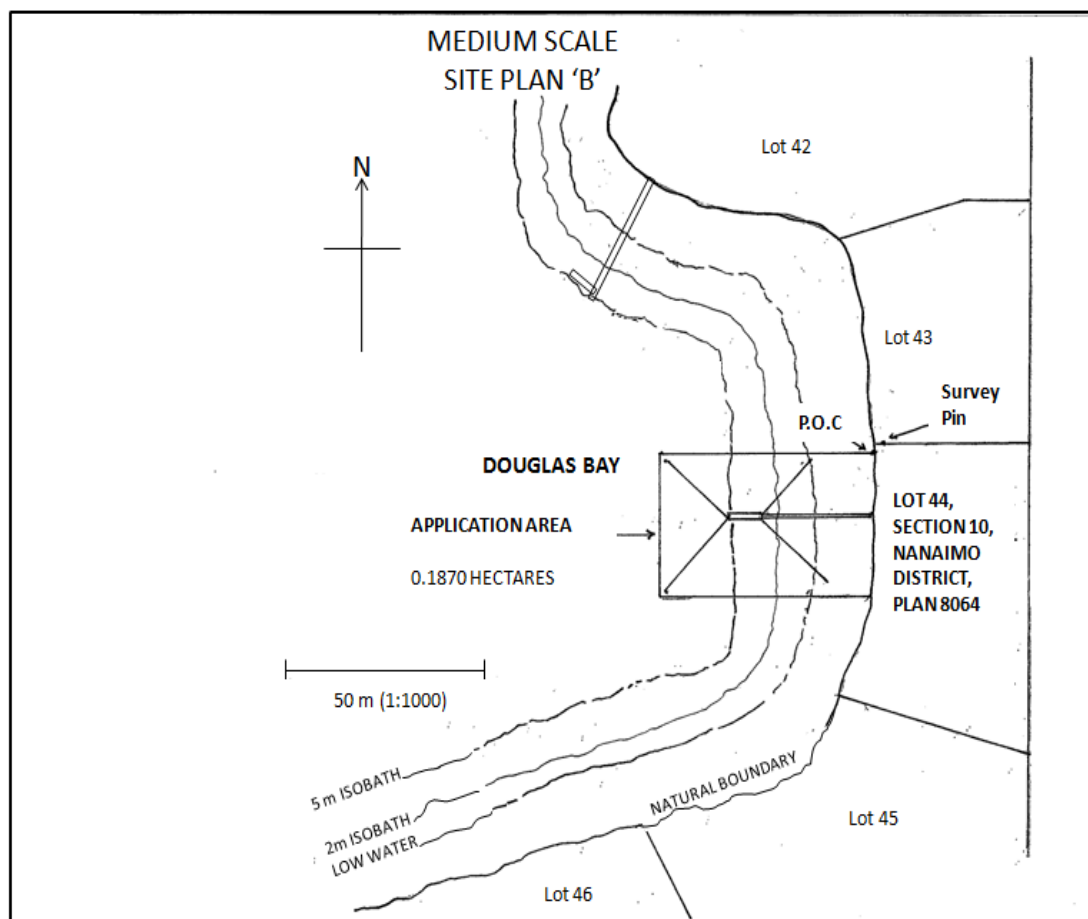 MEDIUM SCALE
SITE PLAN ‘B’
Lot 42
N
Lot 43
Survey
Pin
P.O.C
DOUGLAS BAY
APPLICATION AREA
0.1870 HECTARES
LOT 44,
SECTION 10,
NANAIMO
DISTRICT,
PLAN 8064
50 m (1:1000)
5 m ISOBATH
2m ISOBATH
LOW WATER
NATURAL BOUNDARY
Lot 45
Lot 46